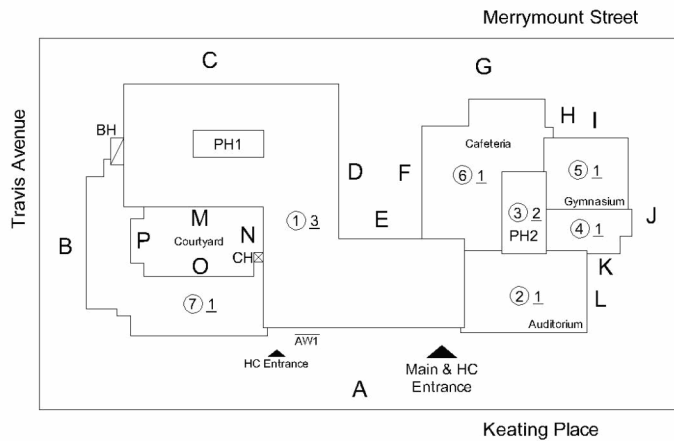 Merrymount Street
Travis Avenue
C
G
BH
PH1
H
I
Cafeteria
D
F
6 1
5 1
Gymnasium
M
N
1 3
E
3 2
PH2
4 1
J
B
P
Courtyard
CH
O
K
7 1
2 1
L
Auditorium
AW1
HC Entrance
Main & HC
Entrance
A
Keating Place